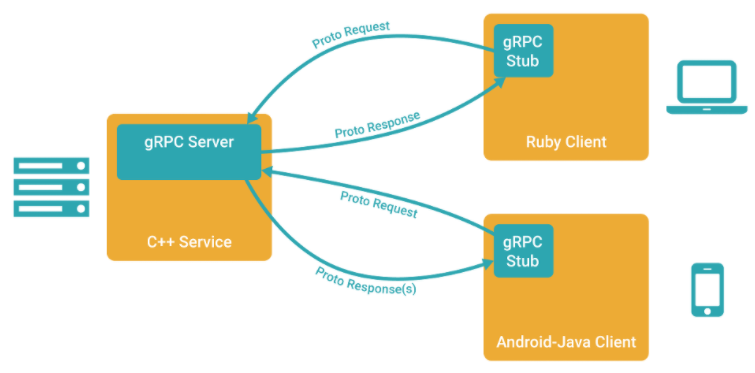 Proto Request
gRPC
Stub
Ruby Client
Proto Response
gRPC Server
C++ Service
Proto Request
gRPC
Stub
Proto Response(s)
Android-Java Client